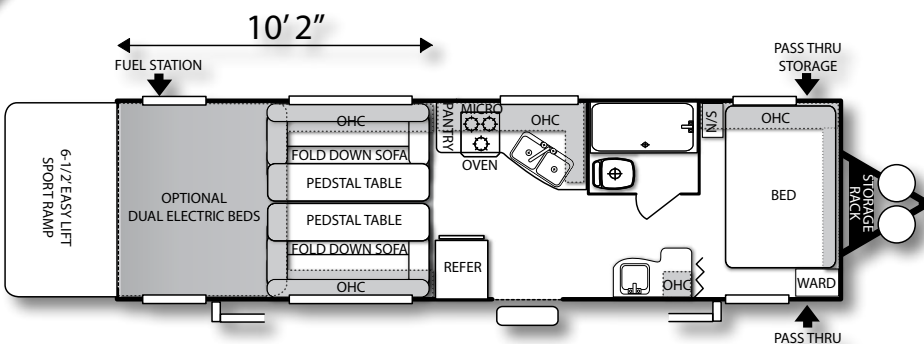 10' 2"
FUEL STATION
PASS THRU
STORAGE
6-1/2' EASY LIFT
SPORT RAMP
OPTIONAL
DUAL ELECTRIC BEDS
OHC
FOLD DOWN SOFA
PEDSTAL TABLE
PEDSTAL TABLE
FOLD DOWN SOFA
OHC
PANTRY
MICRO
OVEN
OHC
REFER
OHC
S/N
OHC
BED
WARD
STORAGE
RACK
PASS THRU